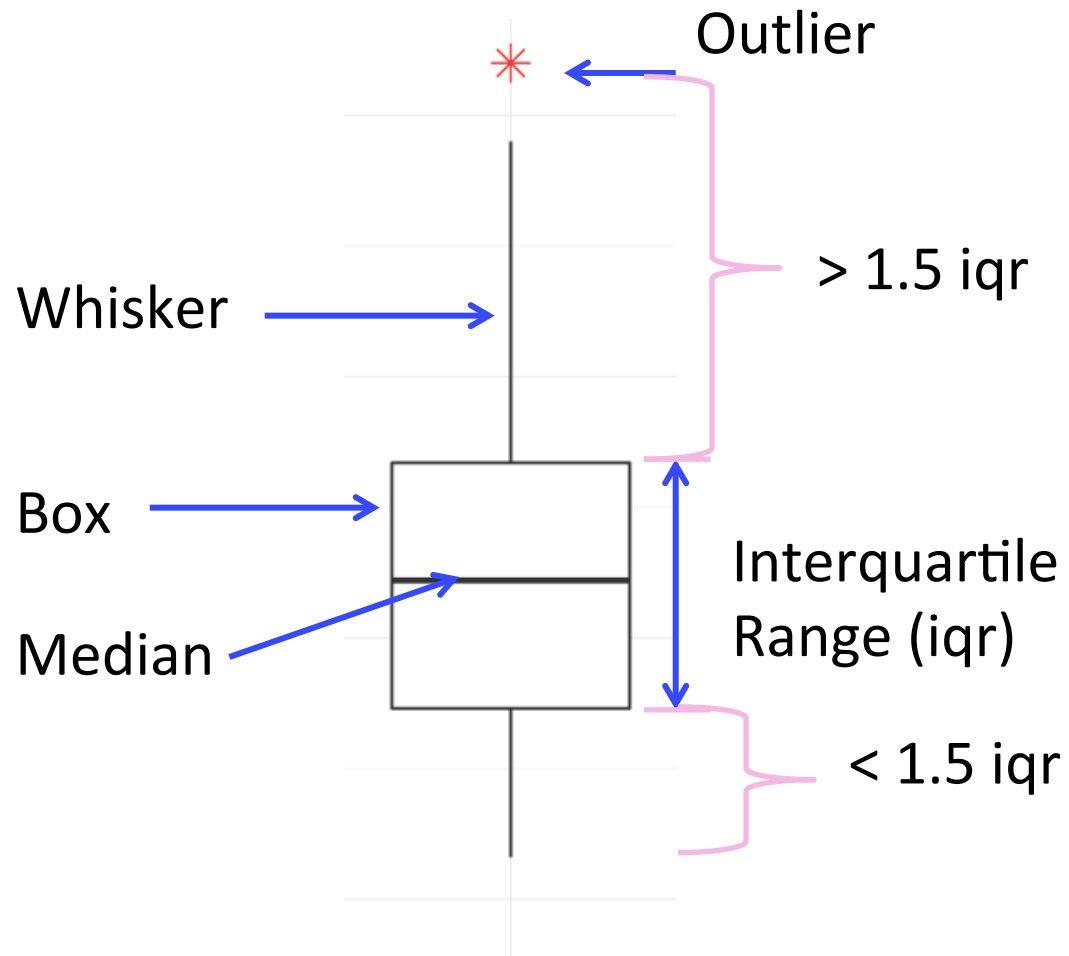 Outlier
> 1.5 iqr
Whisker
Box
Interquartile
Range (iqr)
Median
< 1.5 iqr